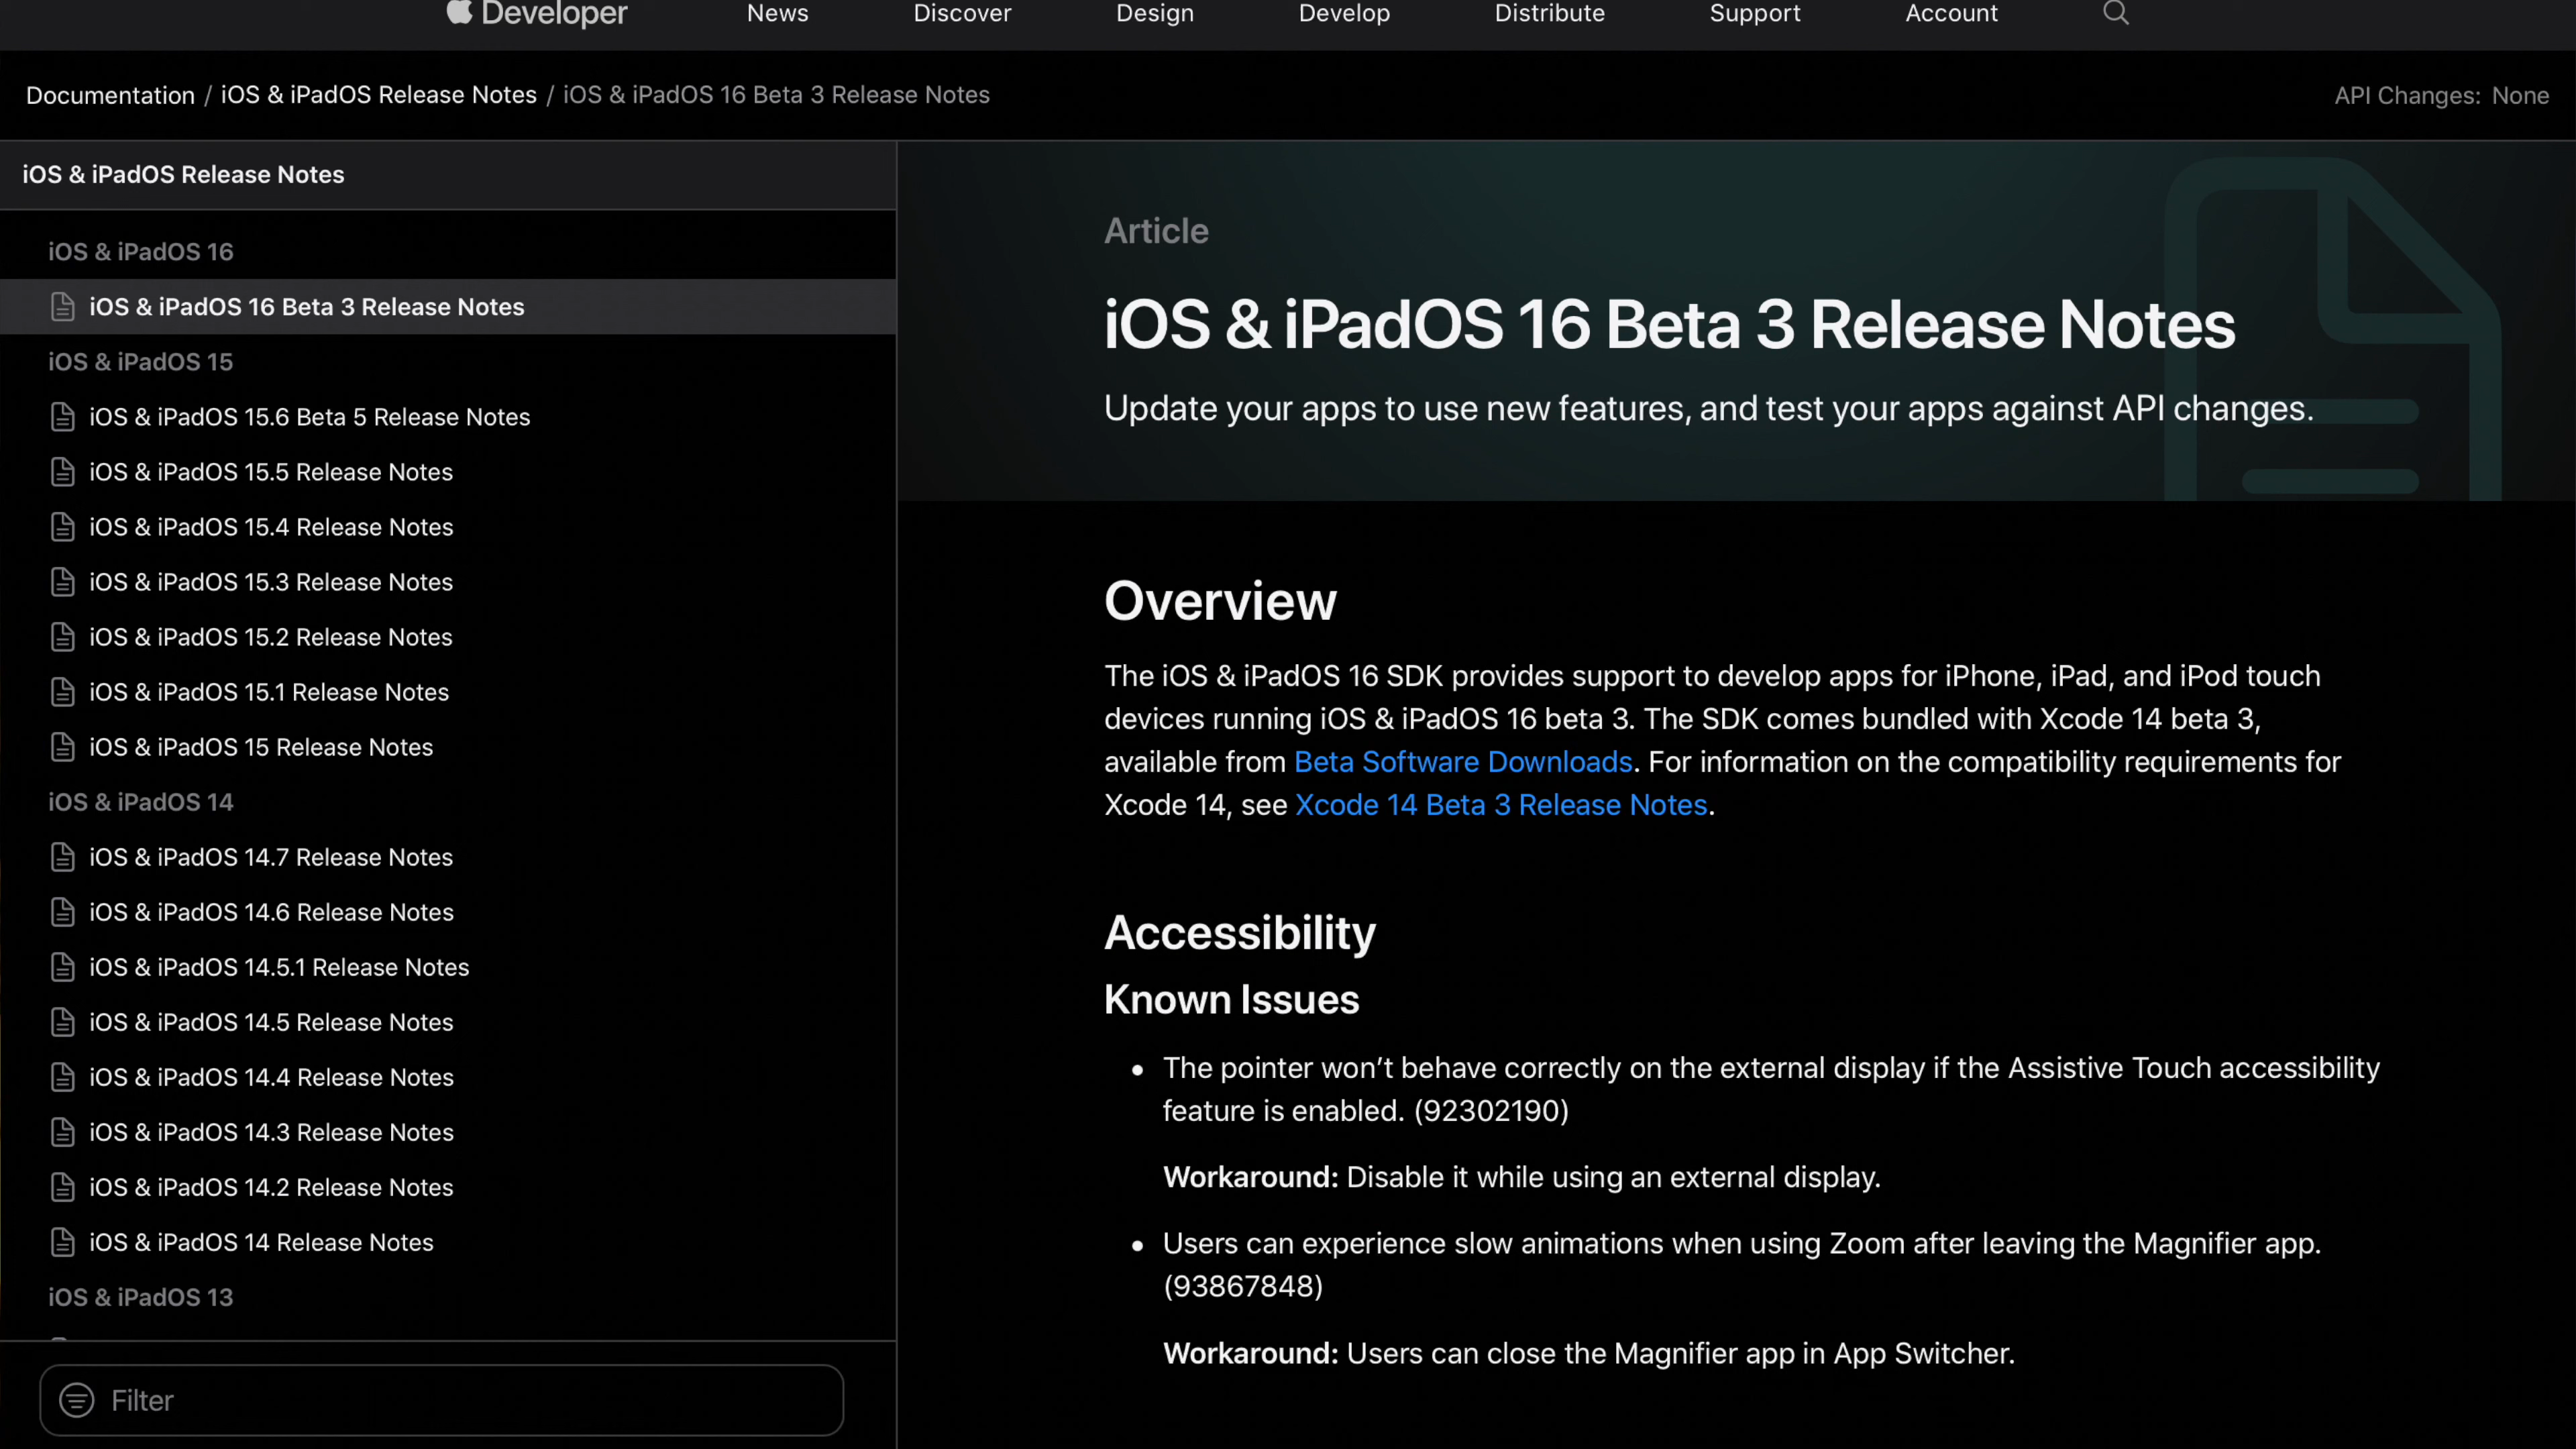 Developer
News
Discover
Design
Develop
Distribute
Support
Account
Documentation / iOS & iPadOS Release Notes / iOS & iPadOS 16 Beta 3 Release Notes
API Changes: None
iOS & iPadOS Release Notes
iOS & iPadOS 16
iOS & iPadOS 16 Beta 3 Release Notes
iOS & iPadOS 15
iOS & iPadOS 15.6 Beta 5 Release Notes
iOS & iPadOS 15.5 Release Notes
iOS & iPadOS 15.4 Release Notes
iOS & iPadOS 15.3 Release Notes
iOS & iPadOS 15.2 Release Notes
iOS & iPadOS 15.1 Release Notes
iOS & iPadOS 15 Release Notes
iOS & iPadOS 14
iOS & iPadOS 14.7 Release Notes
iOS & iPadOS 14.6 Release Notes
iOS & iPadOS 14.5.1 Release Notes
iOS & iPadOS 14.5 Release Notes
iOS & iPadOS 14.4 Release Notes
iOS & iPadOS 14.3 Release Notes
iOS & iPadOS 14.2 Release Notes
iOS & iPadOS 14 Release Notes
iOS & iPadOS 13
Filter
Article
iOS & iPadOS 16 Beta 3 Release Notes
Update your apps to use new features, and test your apps against API changes.
Overview
The iOS & iPadOS 16 SDK provides support to develop apps for iPhone, iPad, and iPod touch
devices running iOS & iPadOS 16 beta 3. The SDK comes bundled with Xcode 14 beta 3,
available from Beta Software Downloads. For information on the compatibility requirements for
Xcode 14, see Xcode 14 Beta 3 Release Notes.
Accessibility
Known Issues
• The pointer won’t behave correctly on the external display if the Assistive Touch accessibility
feature is enabled. (92302190)
Workaround: Disable it while using an external display.
• Users can experience slow animations when using Zoom after leaving the Magnifier app.
(93867848)
Workaround: Users can close the Magnifier app in App Switcher.